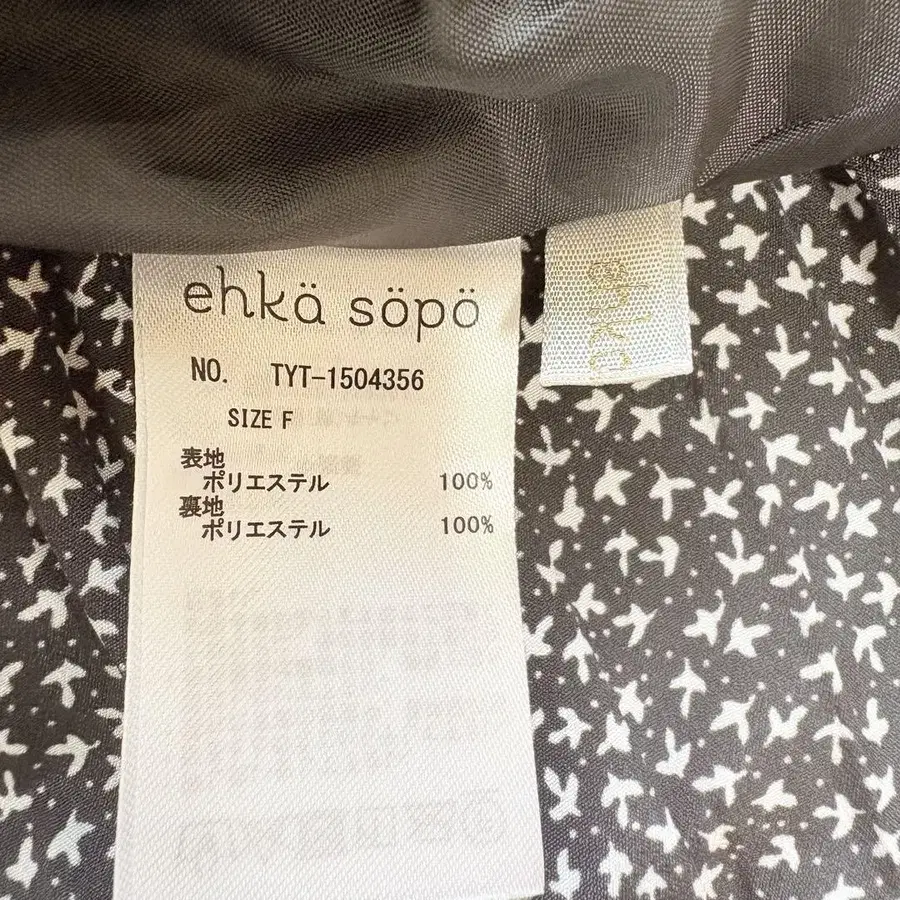 ehkä söpö
NO. TYT-1504356
SIZE F
表地
ポリエステル 100%
裏地
ポリエステル 100%